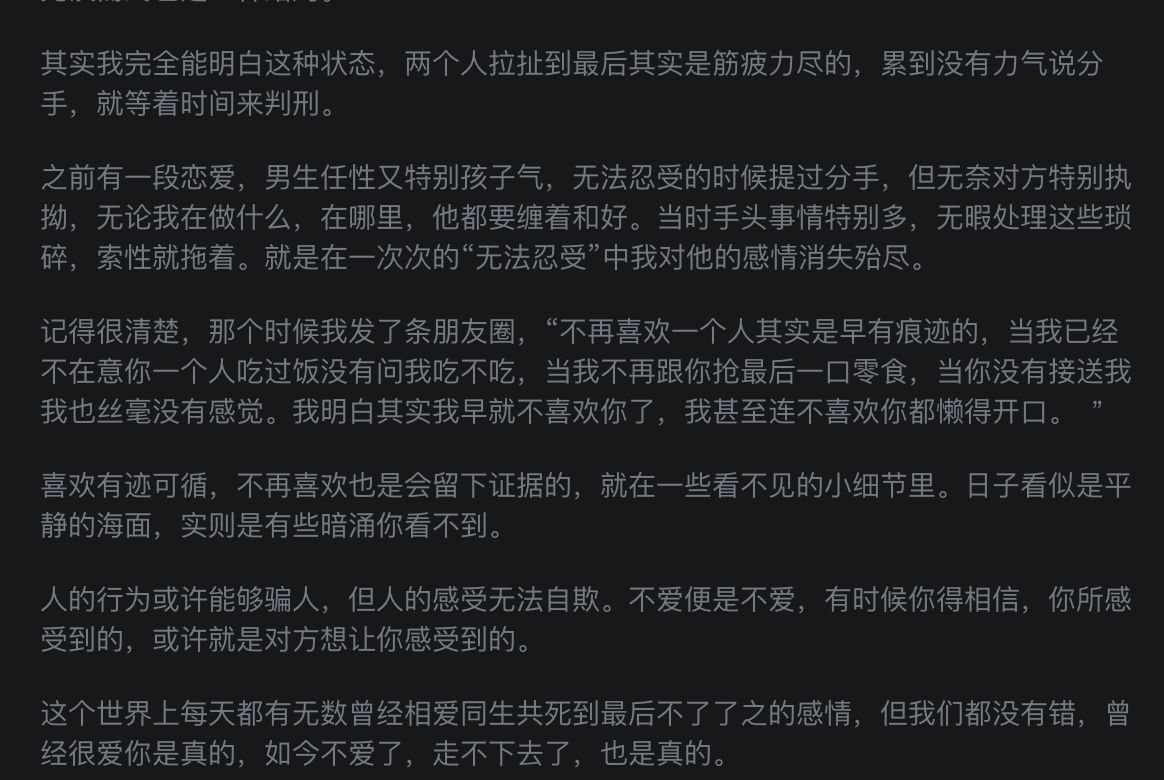 其实我完全能明白这种状态，两个人拉扯到最后其实是筋疲力尽的，累到没有力气说分
手，就等着时间来判刑。
之前有一段恋爱，男生任性又特别孩子气，无法忍受的时候提过分手，但无奈对方特别执
拗，无论我在做什么，在哪里，他都要缠着和好。当时手头事情特别多，无暇处理这些琐
碎，索性就拖着。就是在一次次的“无法忍受”中我对他的感情消失殆尽。
记得很清楚，那个时候我发了条朋友圈，“不再喜欢一个人其实是早有痕迹的，当我已经
不在意你一个人吃过饭没有问我吃不吃，当我不再跟你抢最后一口零食，当你没有接送我
我也丝毫没有感觉。我明白其实我早就不喜欢你了，我甚至连不喜欢你都懒得开口。 ”
喜欢有迹可循，不再喜欢也是会留下证据的，就在一些看不见的小细节里。日子看似是平
静的海面，实则是有些暗涌你看不到。
人的行为或许能够骗人，但人的感受无法自欺。不爱便是不爱，有时候你得相信，你所感
受到的，或许就是对方想让你感受到的。
这个世界上每天都有无数曾经相爱同生共死到最后不了了之的感情，但我们都没有错，曾
经很爱你是真的，如今不爱了，走不下去了，也是真的。